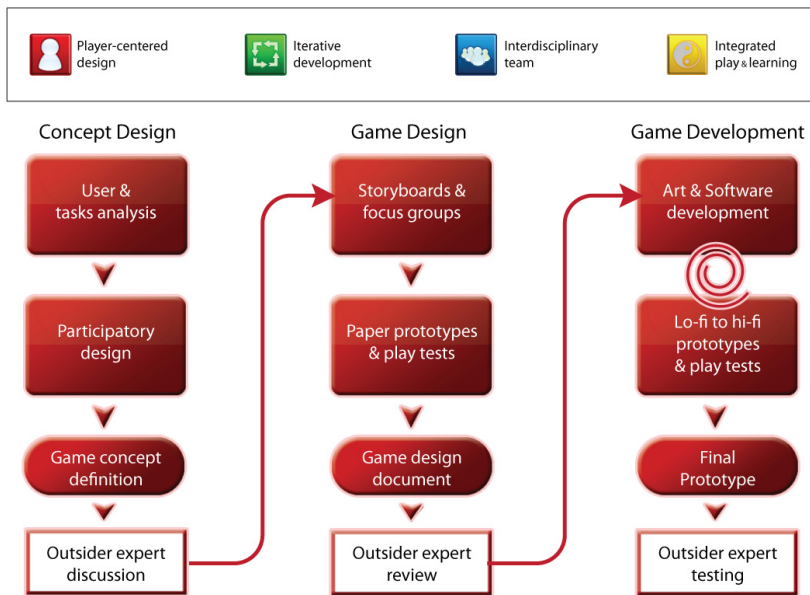 Player-centered
design
Iterative
development
Interdisciplinary
team
Integrated
play & learning
Concept Design
User &
tasks analysis
Participatory
design
Game concept
definition
Outsider expert
discussion
Game Design
Storyboards &
focus groups
Paper prototypes
& play tests
Game design
document
Outsider expert
review
Game Development
Art & Software
development
Lo-fi to hi-fi
prototypes
& play tests
Final
Prototype
Outsider expert
testing